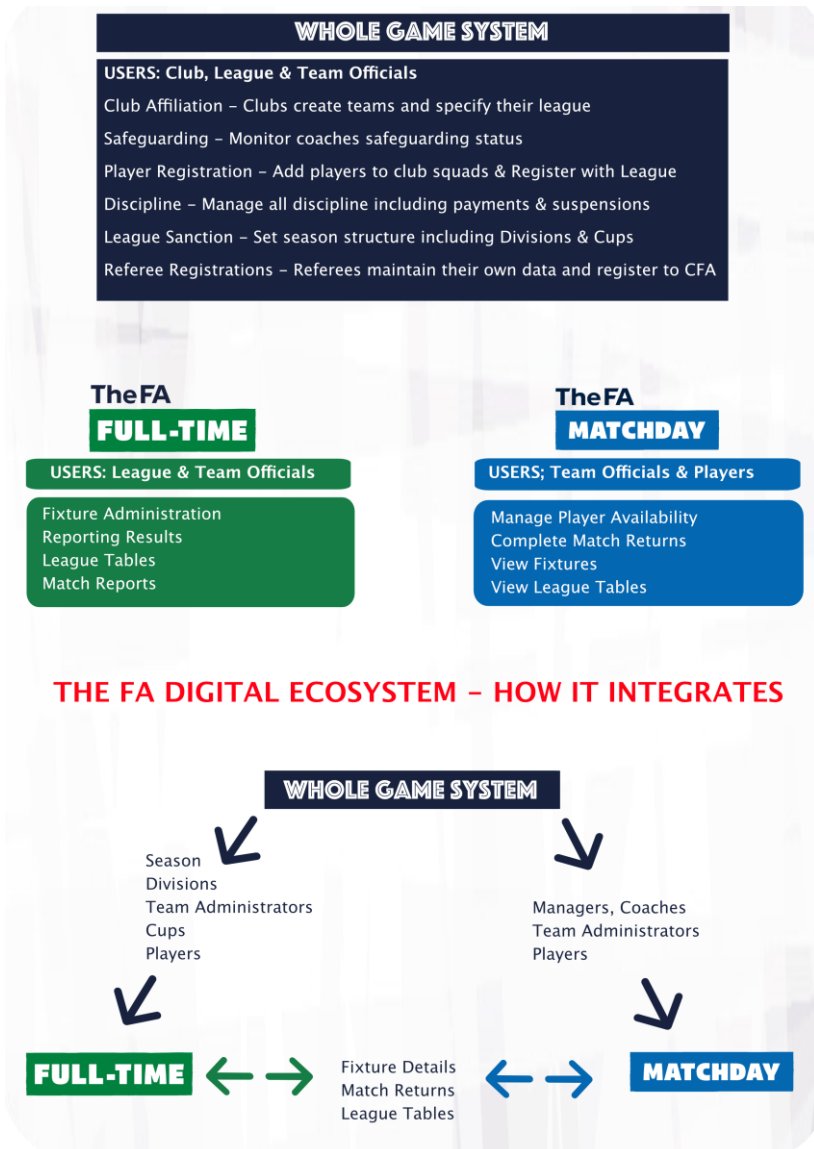 WHOLE GAME SYSTEM
USERS: Club, League & Team Officials
Club Affiliation – Clubs create teams and specify their league
Safeguarding – Monitor coaches safeguarding status
Player Registration – Add players to club squads & Register with League
Discipline – Manage all discipline including payments & suspensions
League Sanction – Set season structure including Divisions & Cups
Referee Registrations – Referees maintain their own data and register to CFA
The FA
FULL-TIME
USERS: League & Team Officials
Fixture Administration
Reporting Results
League Tables
Match Reports
The FA
MATCHDAY
USERS; Team Officials & Players
Manage Player Availability
Complete Match Returns
View Fixtures
View League Tables
THE FA DIGITAL ECOSYSTEM – HOW IT INTEGRATES
WHOLE GAME SYSTEM
Season
Divisions
Team Administrators
Cups
Players
Managers, Coaches
Team Administrators
Players
FULL-TIME
Fixture Details
Match Returns
League Tables
MATCHDAY